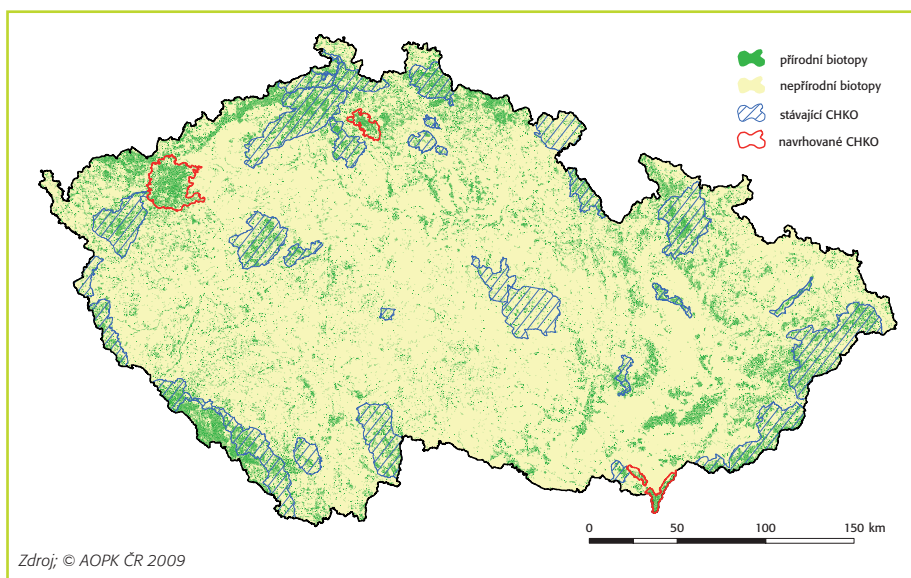 přírodní biotopy
nepřírodní biotopy
stávající CHKO
navrhované CHKO
0 50 100 150 km
Zdroj; © AOPK ČR 2009